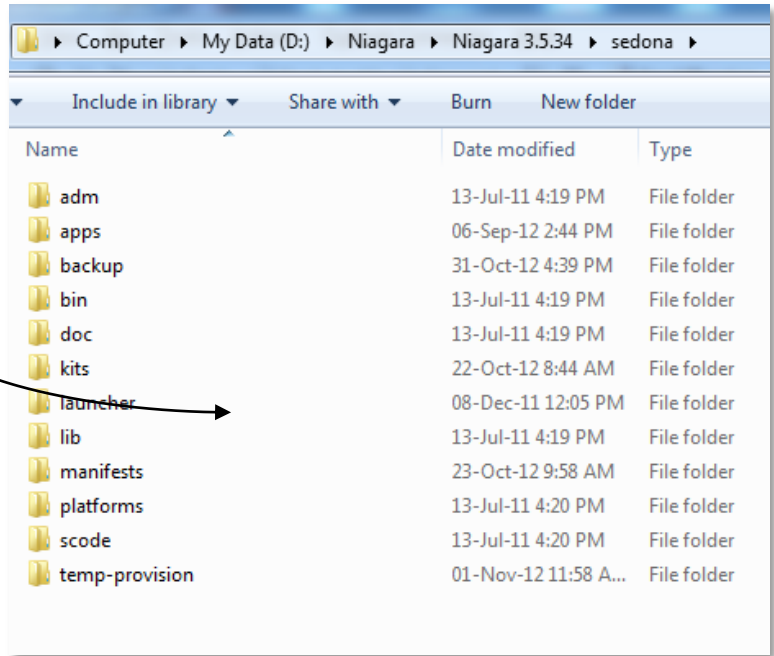 Computer My Data (D:) Niagara Niagara 3.5.34 sedona
Include in library Share with Burn New folder
Name Date modified Type
adm 13-Jul-11 4:19 PM File folder
apps 06-Sep-12 2:44 PM File folder
backup 31-Oct-12 4:39 PM File folder
bin 13-Jul-11 4:19 PM File folder
doc 13-Jul-11 4:19 PM File folder
kits 22-Oct-12 8:44 AM File folder
launcher 08-Dec-11 12:05 PM File folder
lib 13-Jul-11 4:19 PM File folder
manifests 23-Oct-12 9:58 AM File folder
platforms 13-Jul-11 4:20 PM File folder
scode 13-Jul-11 4:20 PM File folder
temp-provision 01-Nov-12 11:58 A... File folder